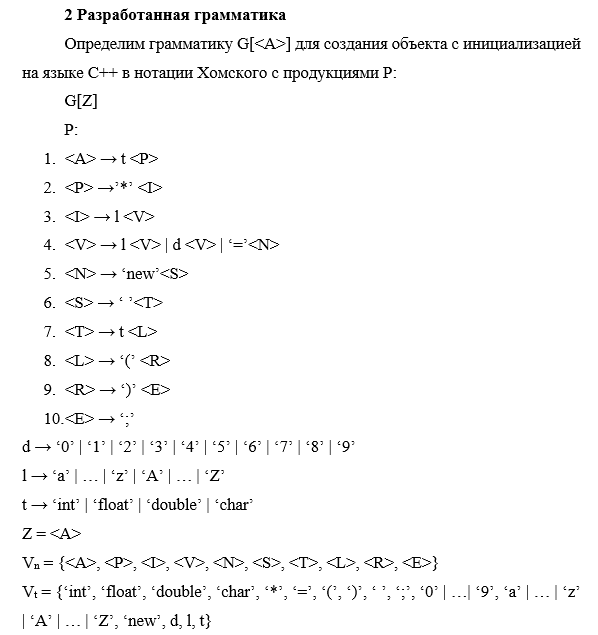 2 Разработанная грамматика
Определим грамматику G[<A>] для создания объекта с инициализацией
на языке C++ в нотации Хомского с продукциями P:
G[Z]
P:
1. <A> → t <P>
2. <P> →’*’ <I>
3. <I> → l <V>
4. <V> → l <V> | d <V> | ‘=’<N>
5. <N> → ‘new’<S>
6. <S> → ‘ ’<T>
7. <T> → t <L>
8. <L> → ‘(’ <R>
9. <R> → ‘)’ <E>
10.<E> → ‘;’
d → ‘0’ | ‘1’ | ‘2’ | ‘3’ | ‘4’ | ‘5’ | ‘6’ | ‘7’ | ‘8’ | ‘9’
l → ‘a’ | … | ‘z’ | ‘A’ | … | ‘Z’
t → ‘int’ | ‘float’ | ‘double’ | ‘char’
Z = <A>
Vn = {<A>, <P>, <I>, <V>, <N>, <S>, <T>, <L>, <R>, <E>}
Vt = {‘int’, ‘float’, ‘double’, ‘char’, ‘*’, ‘=’, ‘(’, ‘)’, ‘ ’, ‘;’, ‘0’ | …| ‘9’, ‘a’ | … | ‘z’
| ‘A’ | … | ‘Z’, ‘new’, d, l, t}